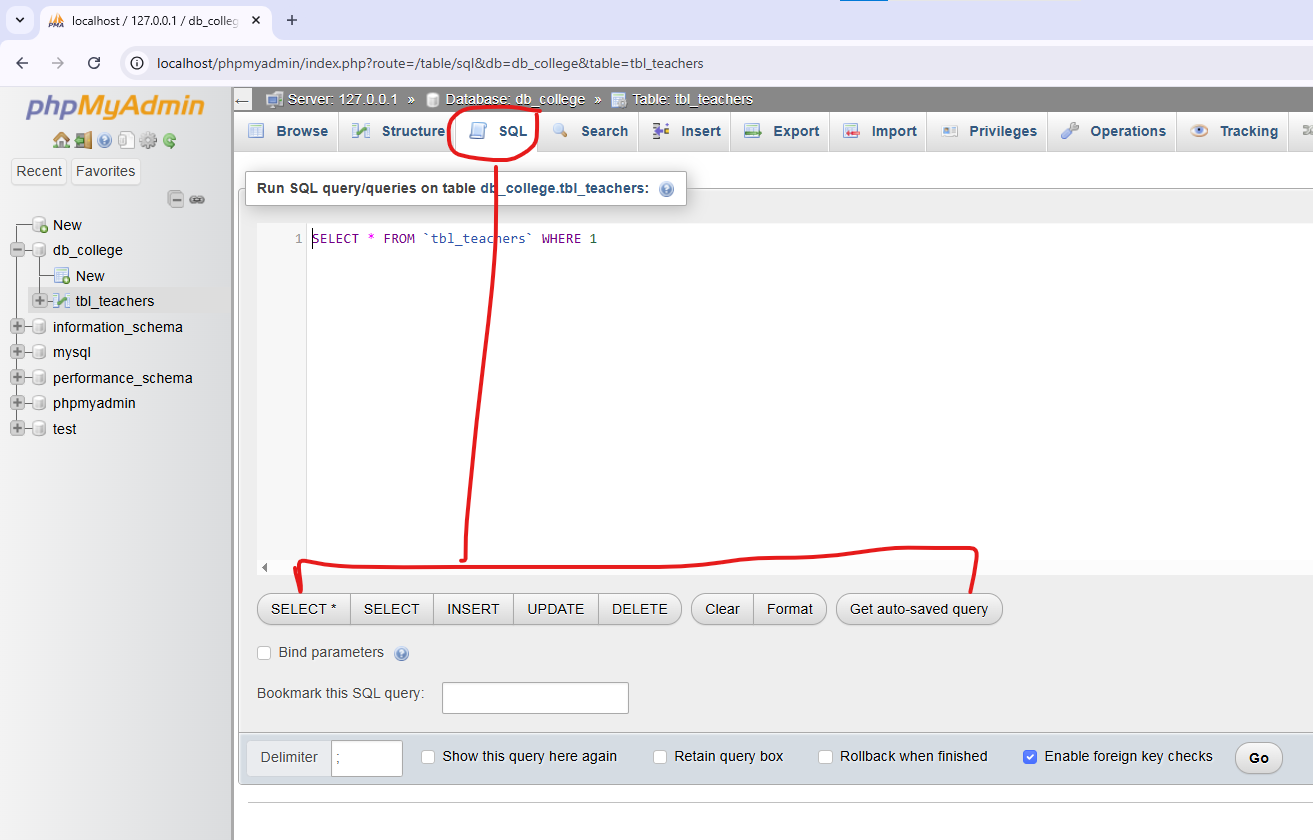 localhost / 127.0.0.1 / db_colleg
localhost/phpmyadmin/index.php?route=/table/sql&db=db_college&table=tbl_teachers
phpMyAdmin
Server: 127.0.0.1 » Database: db_college » Table: tbl_teachers
Browse Structure SQL Search Insert Export Import Privileges Operations Tracking
Recent Favorites
New
db_college
New
tbl_teachers
information_schema
mysql
performance_schema
phpmyadmin
test
Run SQL query/queries on table db_college.tbl_teachers:
1 SELECT * FROM `tbl_teachers` WHERE 1
SELECT * SELECT INSERT UPDATE DELETE Clear Format Get auto-saved query
Bind parameters
Bookmark this SQL query:
Delimiter ; Show this query here again Retain query box Rollback when finished Enable foreign key checks Go